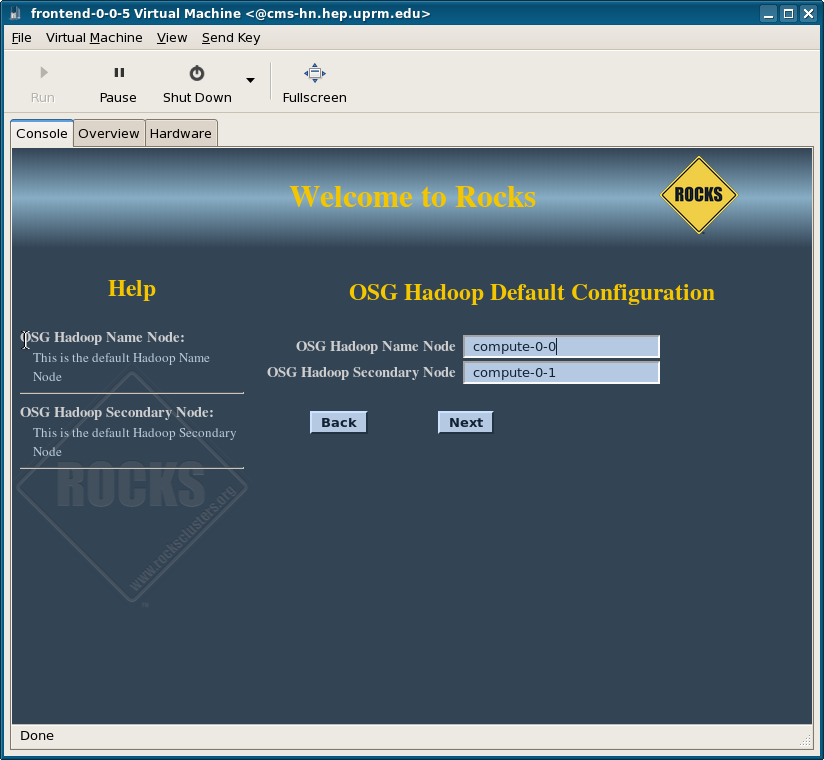 frontend-0-0-5 Virtual Machine <@cms-hn.hep.uprm.edu>
File Virtual Machine View Send Key
Run Pause Shut Down Fullscreen
Console Overview Hardware
Welcome to Rocks
ROCKS
Help
OSG Hadoop Default Configuration
OSG Hadoop Name Node:
This is the default Hadoop Name
Node
OSG Hadoop Secondary Node:
This is the default Hadoop Secondary
Node
OSG Hadoop Name Node compute-0-0
OSG Hadoop Secondary Node compute-0-1
Back Next
ROCKS
www.rocksclusters.org
Done